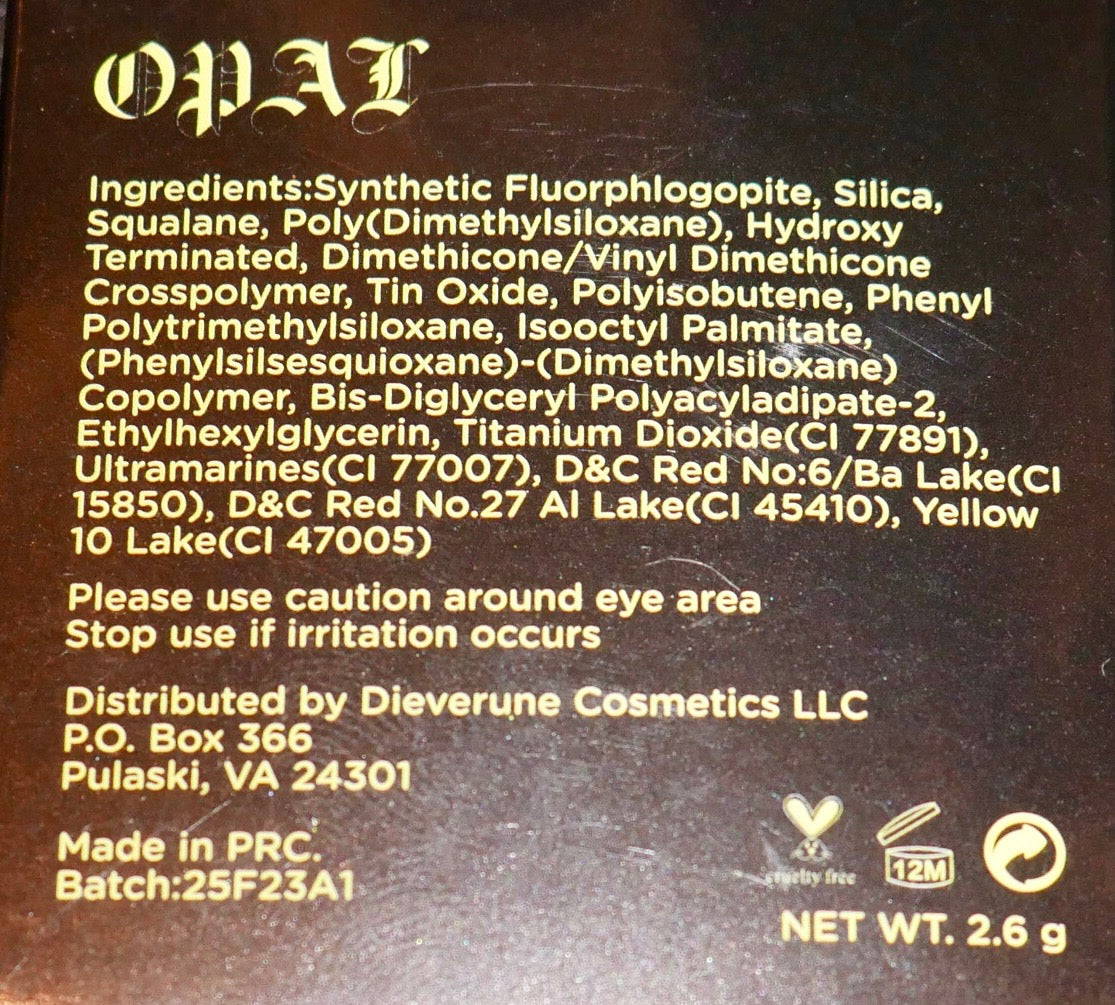 OPAL
Ingredients:Synthetic Fluorphlogopite, Silica,
Squalane, Poly(Dimethylsiloxane), Hydroxy
Terminated, Dimethicone/Vinyl Dimethicone
Crosspolymer, Tin Oxide, Polyisobutene, Phenyl
Polytrimethylsiloxane, Isooctyl Palmitate,
(Phenylsilsesquioxane)-(Dimethylsiloxane)
Copolymer, Bis-Diglyceryl Polyacyladipate-2,
Ethylhexylglycerin, Titanium Dioxide(CI 77891),
Ultramarines(CI 77007), D&C Red No:6/Ba Lake(CI
15850), D&C Red No.27 Al Lake(CI 45410), Yellow
10 Lake(CI 47005)
Please use caution around eye area
Stop use if irritation occurs
Distributed by Dieverune Cosmetics LLC
P.O. Box 366
Pulaski, VA 24301
Made in PRC.
Batch:25F23A1
cruelty free
12M
NET WT. 2.6 g